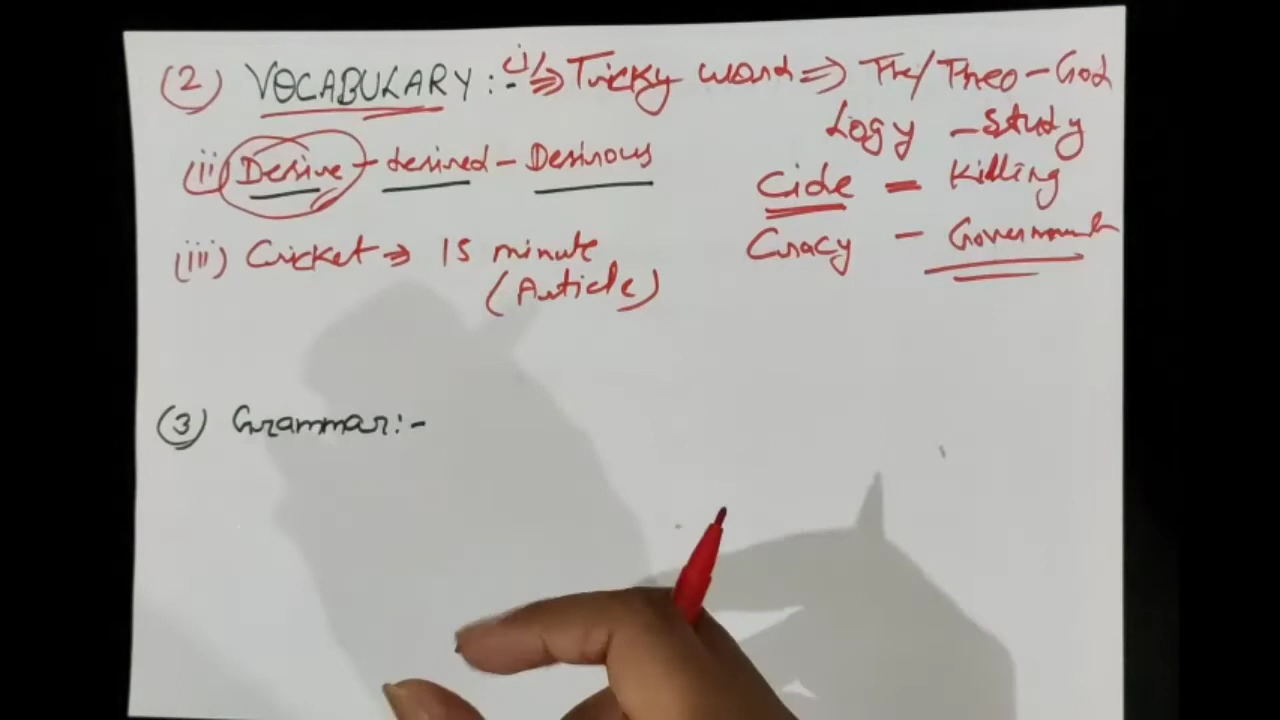 (2) VOCABULARY :- (i) ⇒ Tricky word ⇒ The/Theo - God
Logy - Study
(ii) Desire - desired - Desirous
Cide = Killing
(iii) Cricket → 15 minute
Cracy - Government
(Article)
(3) Grammar :-